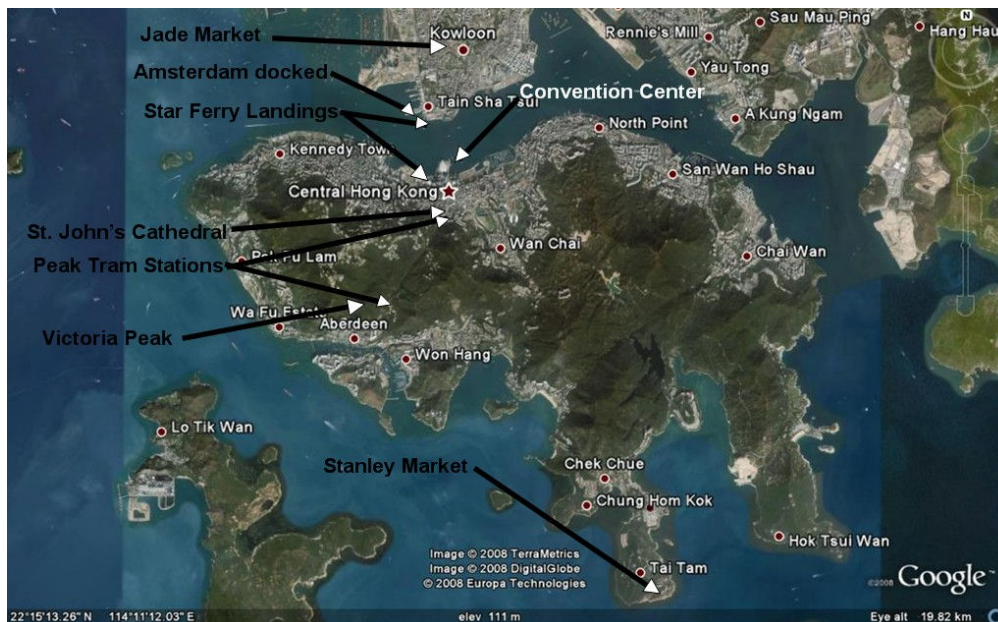 Sau Mau Ping
N
Hang Hau
Jade Market
Kowloon
Rennie's Mill
Amsterdam docked
Yau Tong
Convention Center
Star Ferry Landings
Tain Sha Tsui
A Kung Ngam
North Point
Kennedy Town
San Wan Ho Shau
Central Hong Kong
St. John's Cathedral
Wan Chai
Chai Wan
Pok Fu Lam
Peak Tram Stations
Wa Fu Estate
Aberdeen
Victoria Peak
Won Hang
Lo Tik Wan
Stanley Market
Chek Chue
Chung Hom Kok
Hok Tsui Wan
Image © 2008 TerraMetrics
Image © 2008 DigitalGlobe
© 2008 Europa Technologies
Tai Tam
©2008 Google™
22°15'13.26" N 114°11'12.03" E elev 111 m Eye alt 19.82 km